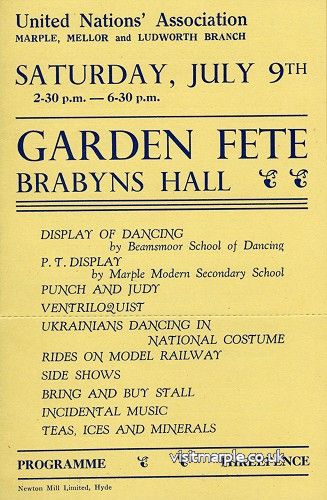 United Nations' Association
MARPLE, MELLOR and LUDWORTH BRANCH
SATURDAY, JULY 9TH
2-30 p.m. — 6-30 p.m.
GARDEN FETE
BRABYNS HALL
DISPLAY OF DANCING
by Beamsmoor School of Dancing
P. T. DISPLAY
by Marple Modern Secondary School
PUNCH AND JUDY
VENTRILOQUIST
UKRAINIANS DANCING IN
NATIONAL COSTUME
RIDES ON MODEL RAILWAY
SIDE SHOWS
BRING AND BUY STALL
INCIDENTAL MUSIC
TEAS, ICES AND MINERALS
visitmarple.co.uk
PROGRAMME THREEPENCE
Newton Mill Limited, Hyde